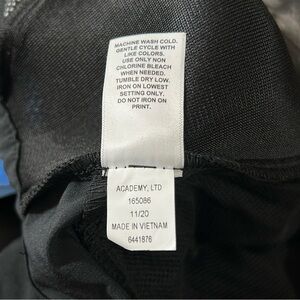 MACHINE WASH COLD.
GENTLE CYCLE WITH
LIKE COLORS.
USE ONLY NON
CHLORINE BLEACH
WHEN NEEDED.
TUMBLE DRY LOW.
IRON ON LOWEST
SETTING ONLY.
DO NOT IRON ON
PRINT.
ACADEMY, LTD
165086
11/20
MADE IN VIETNAM
6441876